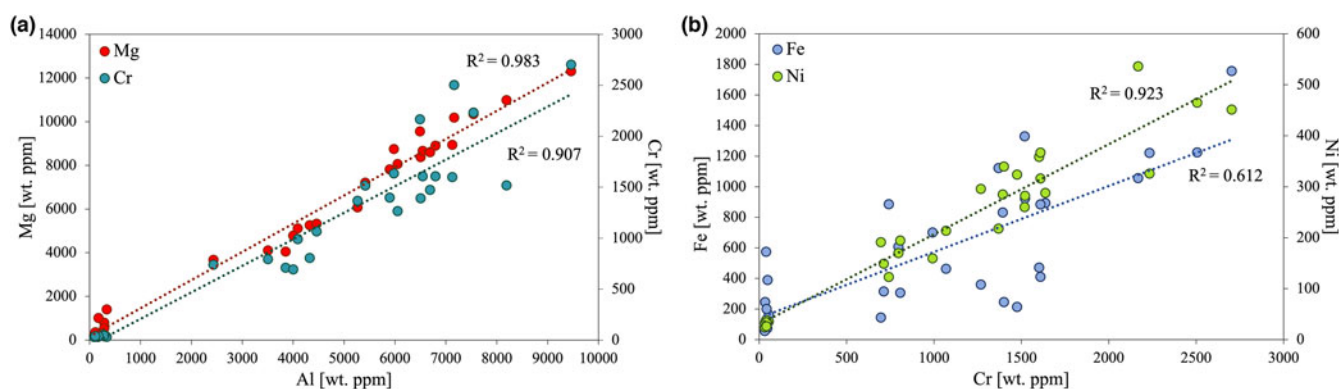 (a)
14000
12000
10000
8000
6000
4000
2000
0
Mg [wt. ppm]
Mg
Cr
R² = 0.983
R² = 0.907
3000
2500
2000
1500
1000
500
0
Cr [wt. ppm]
0 1000 2000 3000 4000 5000 6000 7000 8000 9000 10000
Al [wt. ppm]
(b)
2000
1800
1600
1400
1200
1000
800
600
400
200
0
Fe [wt. ppm]
Fe
Ni
R² = 0.923
R² = 0.612
600
500
400
300
200
100
0
Ni [wt. ppm]
0 500 1000 1500 2000 2500 3000
Cr [wt. ppm]